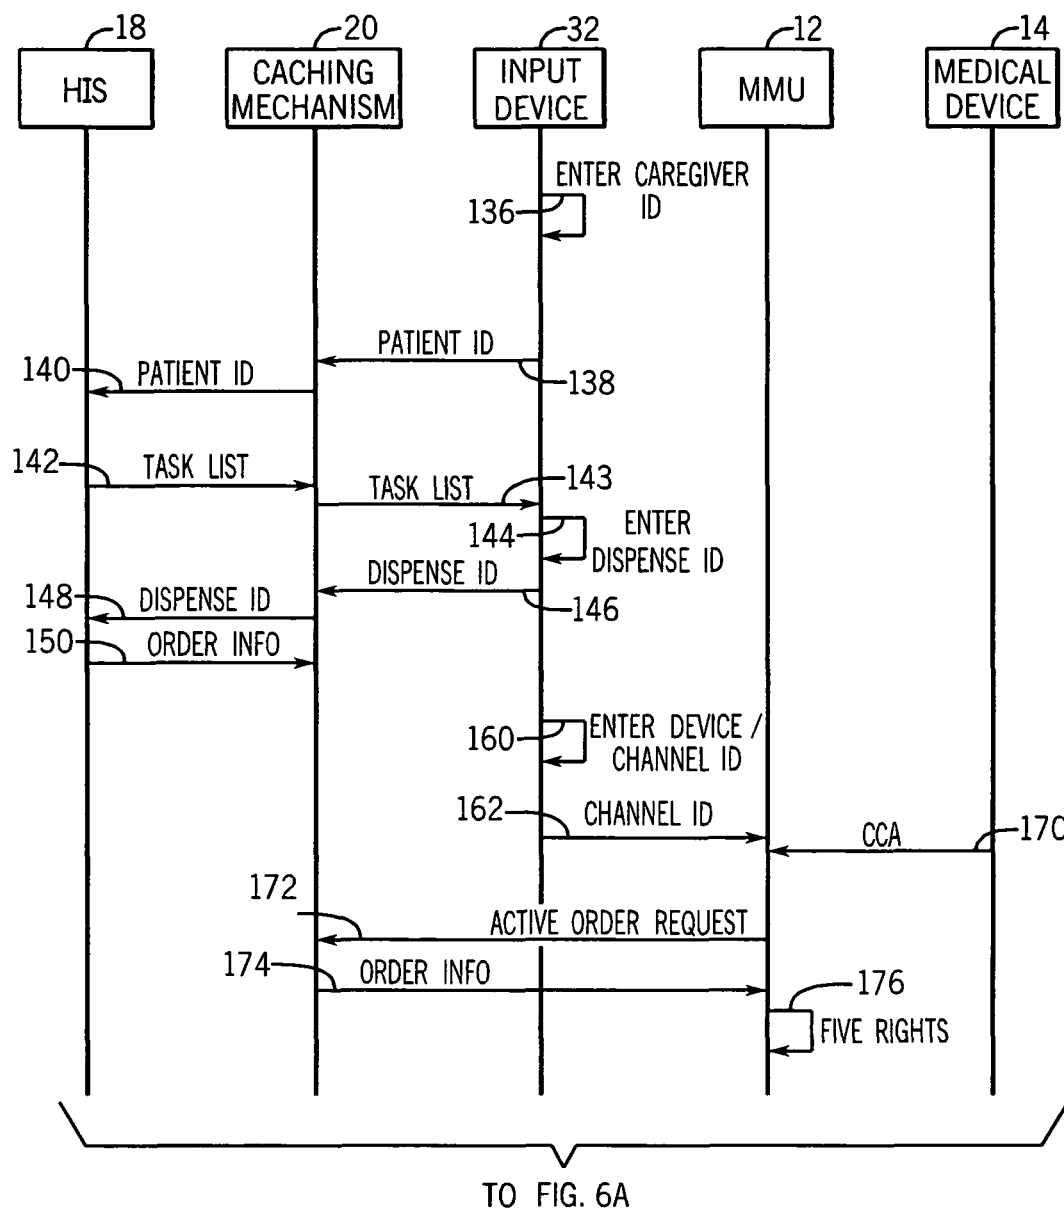 18
20
32
12
14
HIS
CACHING
MECHANISM
INPUT
DEVICE
MMU
MEDICAL
DEVICE
ENTER CAREGIVER
ID
136
PATIENT ID
138
140
PATIENT ID
142
TASK LIST
TASK LIST
143
144
ENTER
DISPENSE ID
DISPENSE ID
146
148
DISPENSE ID
150
ORDER INFO
160
ENTER DEVICE /
CHANNEL ID
162
CHANNEL ID
CCA
170
172
ACTIVE ORDER REQUEST
174
ORDER INFO
176
FIVE RIGHTS
TO FIG. 6A